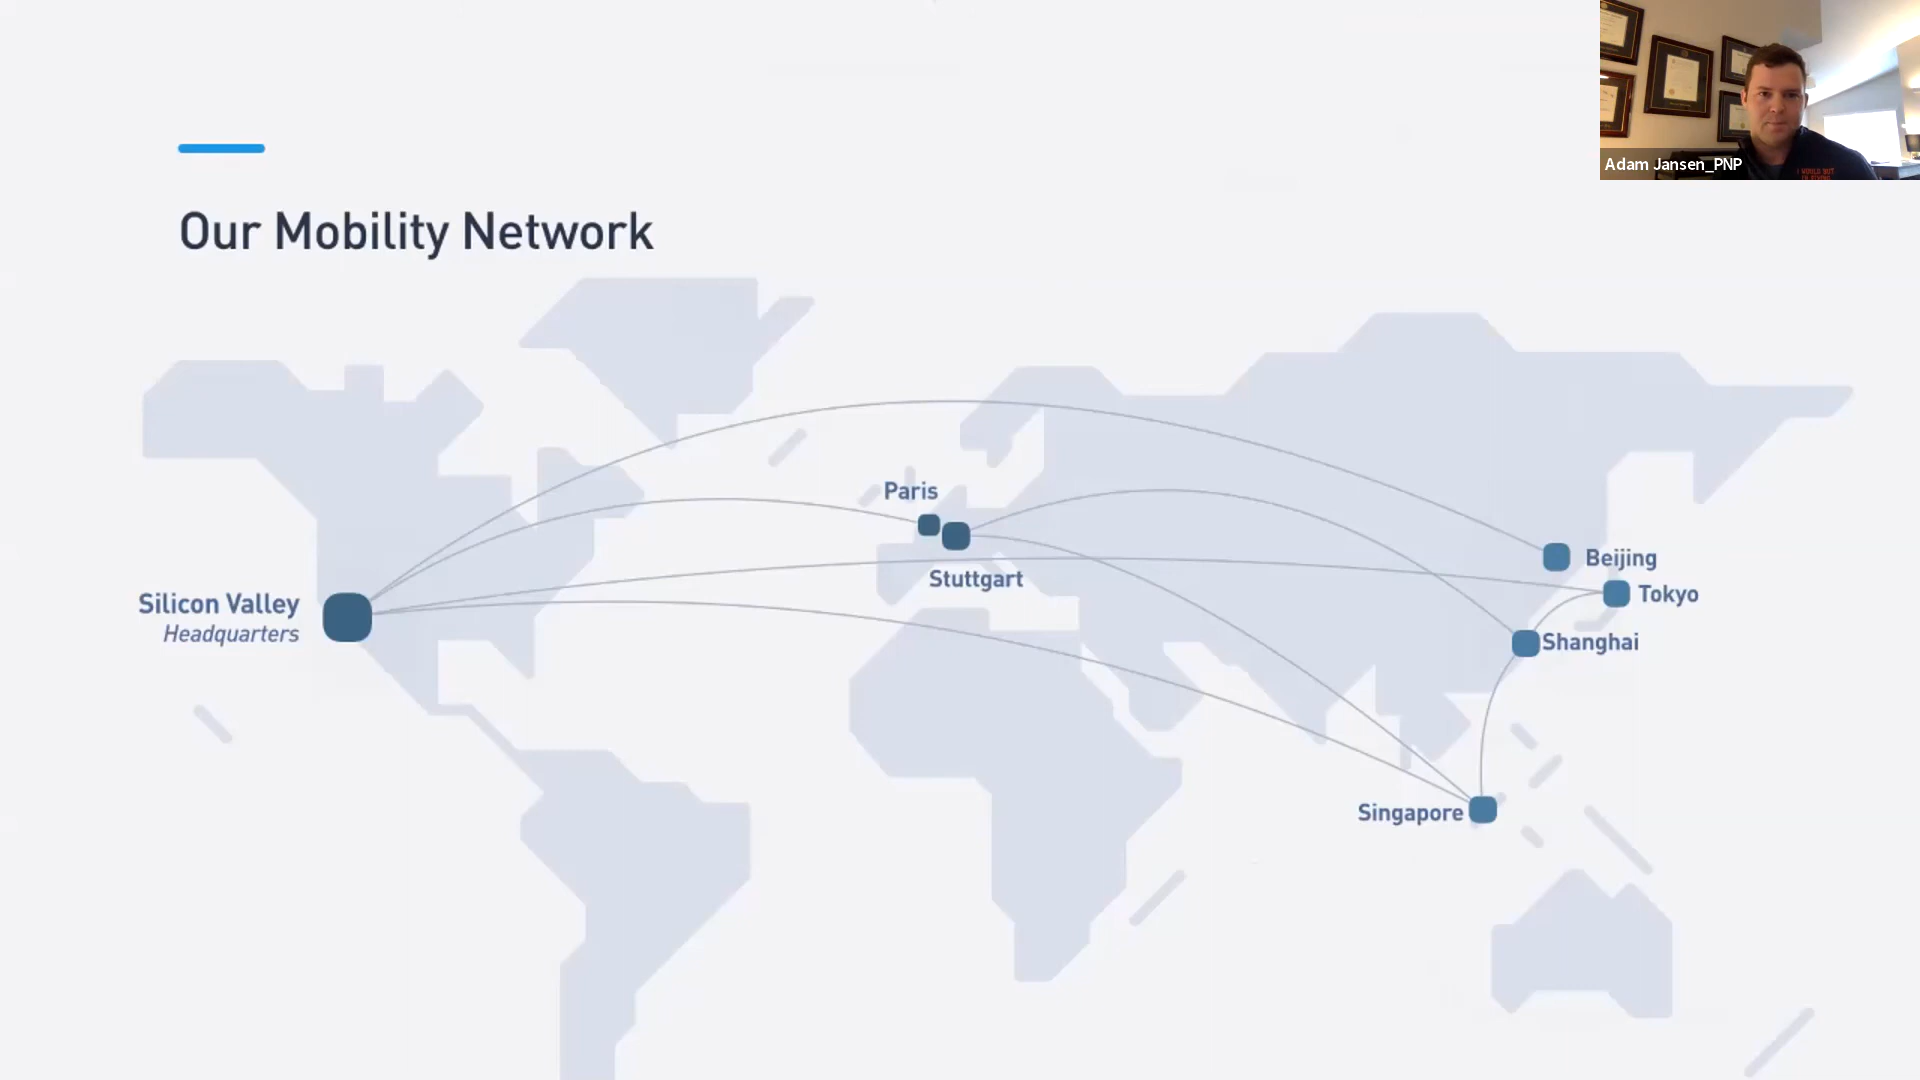 Adam Jansen_PNP
Our Mobility Network
Paris
Stuttgart
Silicon Valley
Headquarters
Beijing
Tokyo
Shanghai
Singapore